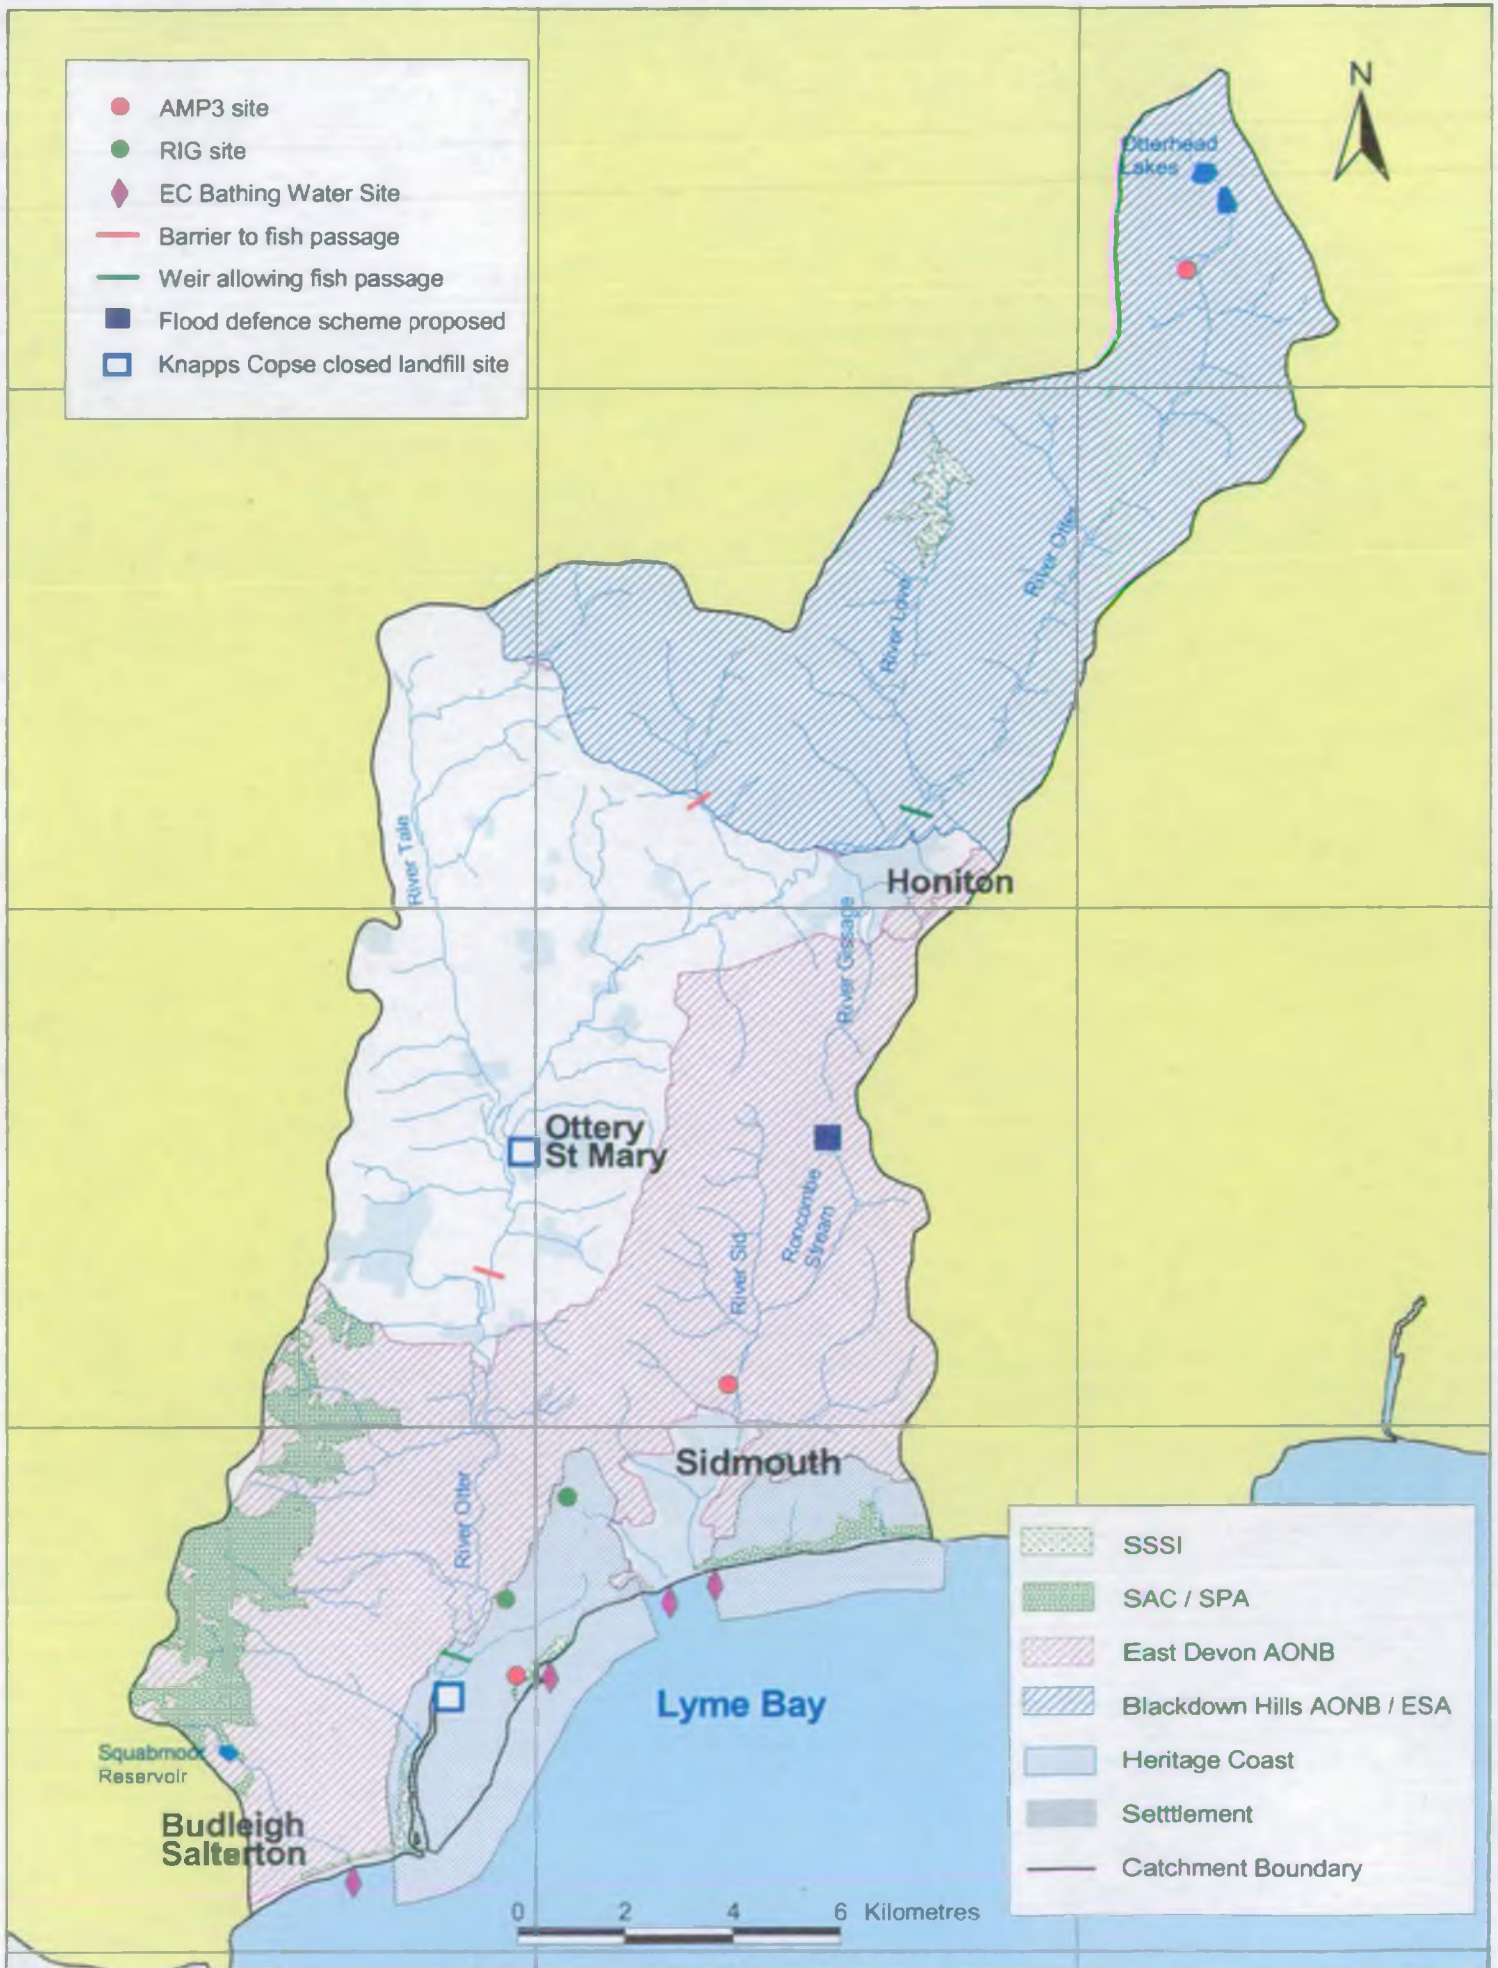 AMP3 site
RIG site
EC Bathing Water Site
Barrier to fish passage
Weir allowing fish passage
Flood defence scheme proposed
Knapps Copse closed landfill site
N
Otterhead
Lakes
River Love
River Otter
River Tale
Honiton
River Gissage
Ottery
St Mary
Roncombe
Stream
River Sid
Sidmouth
River Otter
Lyme Bay
Squabmoor
Reservoir
Budleigh
Salterton
0 2 4 6 Kilometres
SSSI
SAC / SPA
East Devon AONB
Blackdown Hills AONB / ESA
Heritage Coast
Setttlement
Catchment Boundary